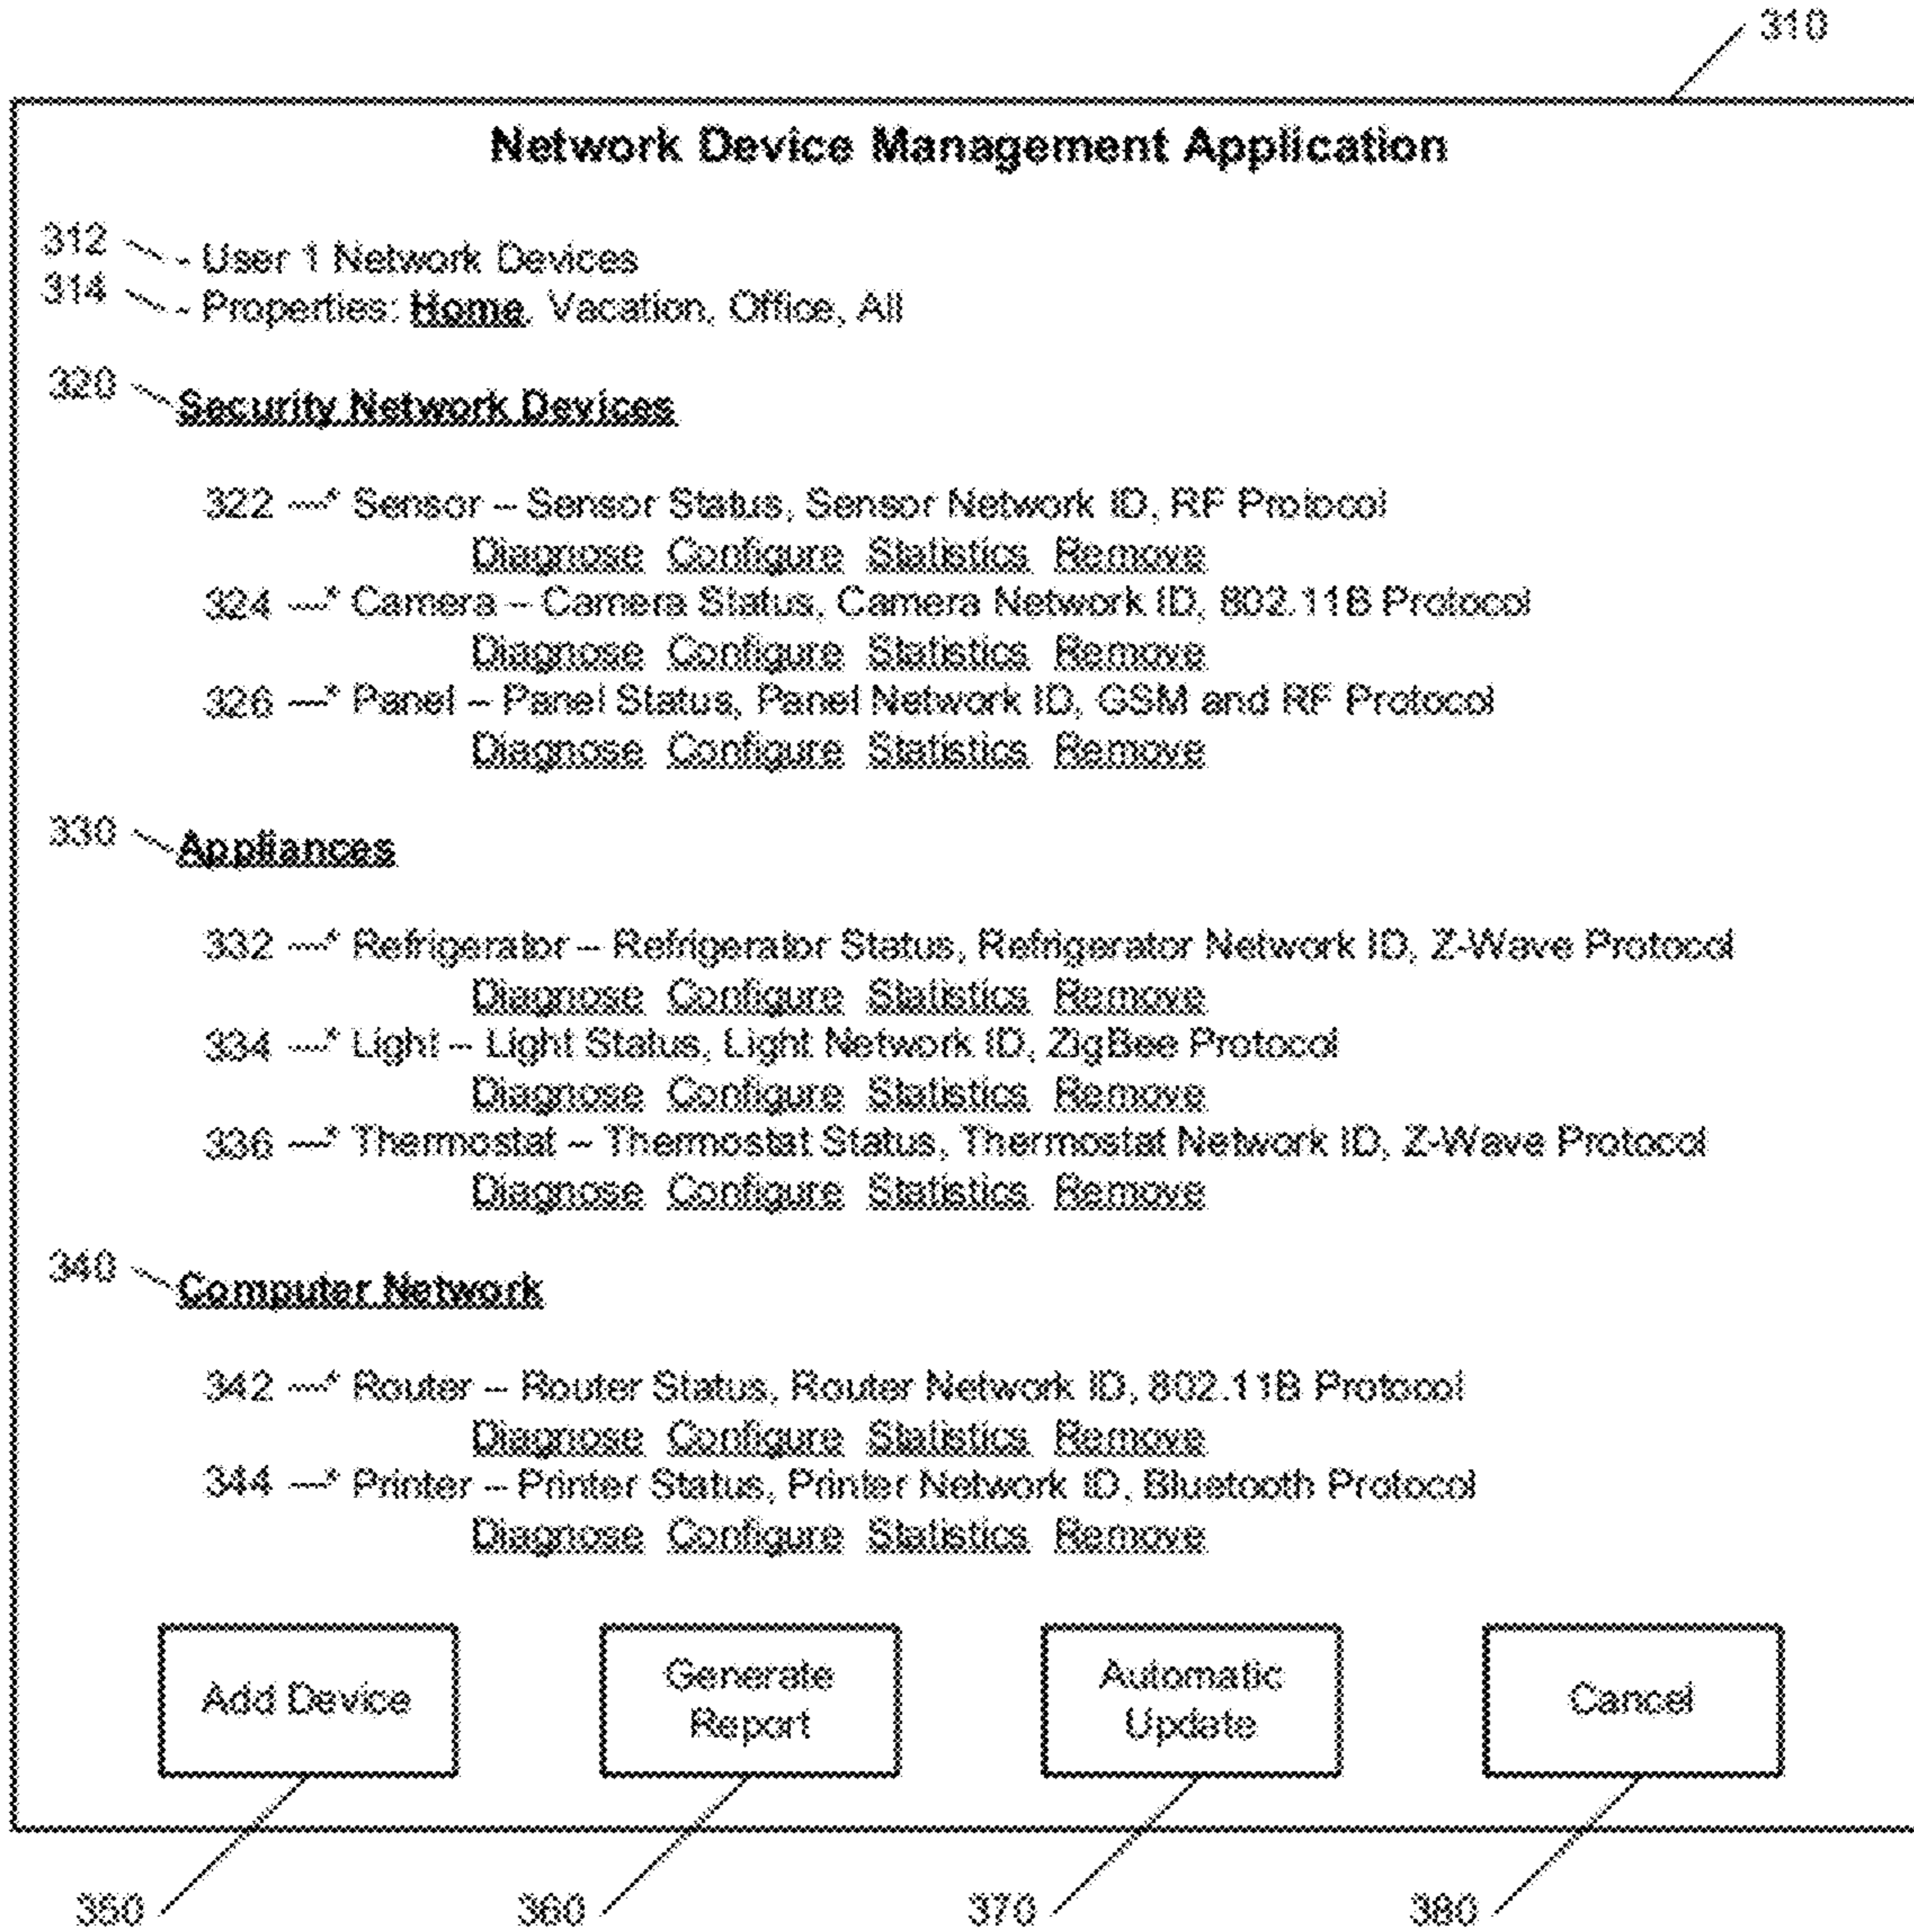 310
Network Device Management Application
312 - User 1 Network Devices
314 - Properties: Home, Vacation, Office, All
320 Security Network Devices
322 * Sensor – Sensor Status, Sensor Network ID, RF Protocol
Diagnose Configure Statistics Remove
324 * Camera – Camera Status, Camera Network ID, 802.11B Protocol
Diagnose Configure Statistics Remove
326 * Panel – Panel Status, Panel Network ID, GSM and RF Protocol
Diagnose Configure Statistics Remove
330 Appliances
332 * Refrigerator – Refrigerator Status, Refrigerator Network ID, Z-Wave Protocol
Diagnose Configure Statistics Remove
334 * Light – Light Status, Light Network ID, ZigBee Protocol
Diagnose Configure Statistics Remove
336 * Thermostat – Thermostat Status, Thermostat Network ID, Z-Wave Protocol
Diagnose Configure Statistics Remove
340 Computer Network
342 * Router – Router Status, Router Network ID, 802.11B Protocol
Diagnose Configure Statistics Remove
344 * Printer – Printer Status, Printer Network ID, Bluetooth Protocol
Diagnose Configure Statistics Remove
Add Device
Generate
Report
Automatic
Update
Cancel
350 360 370 380